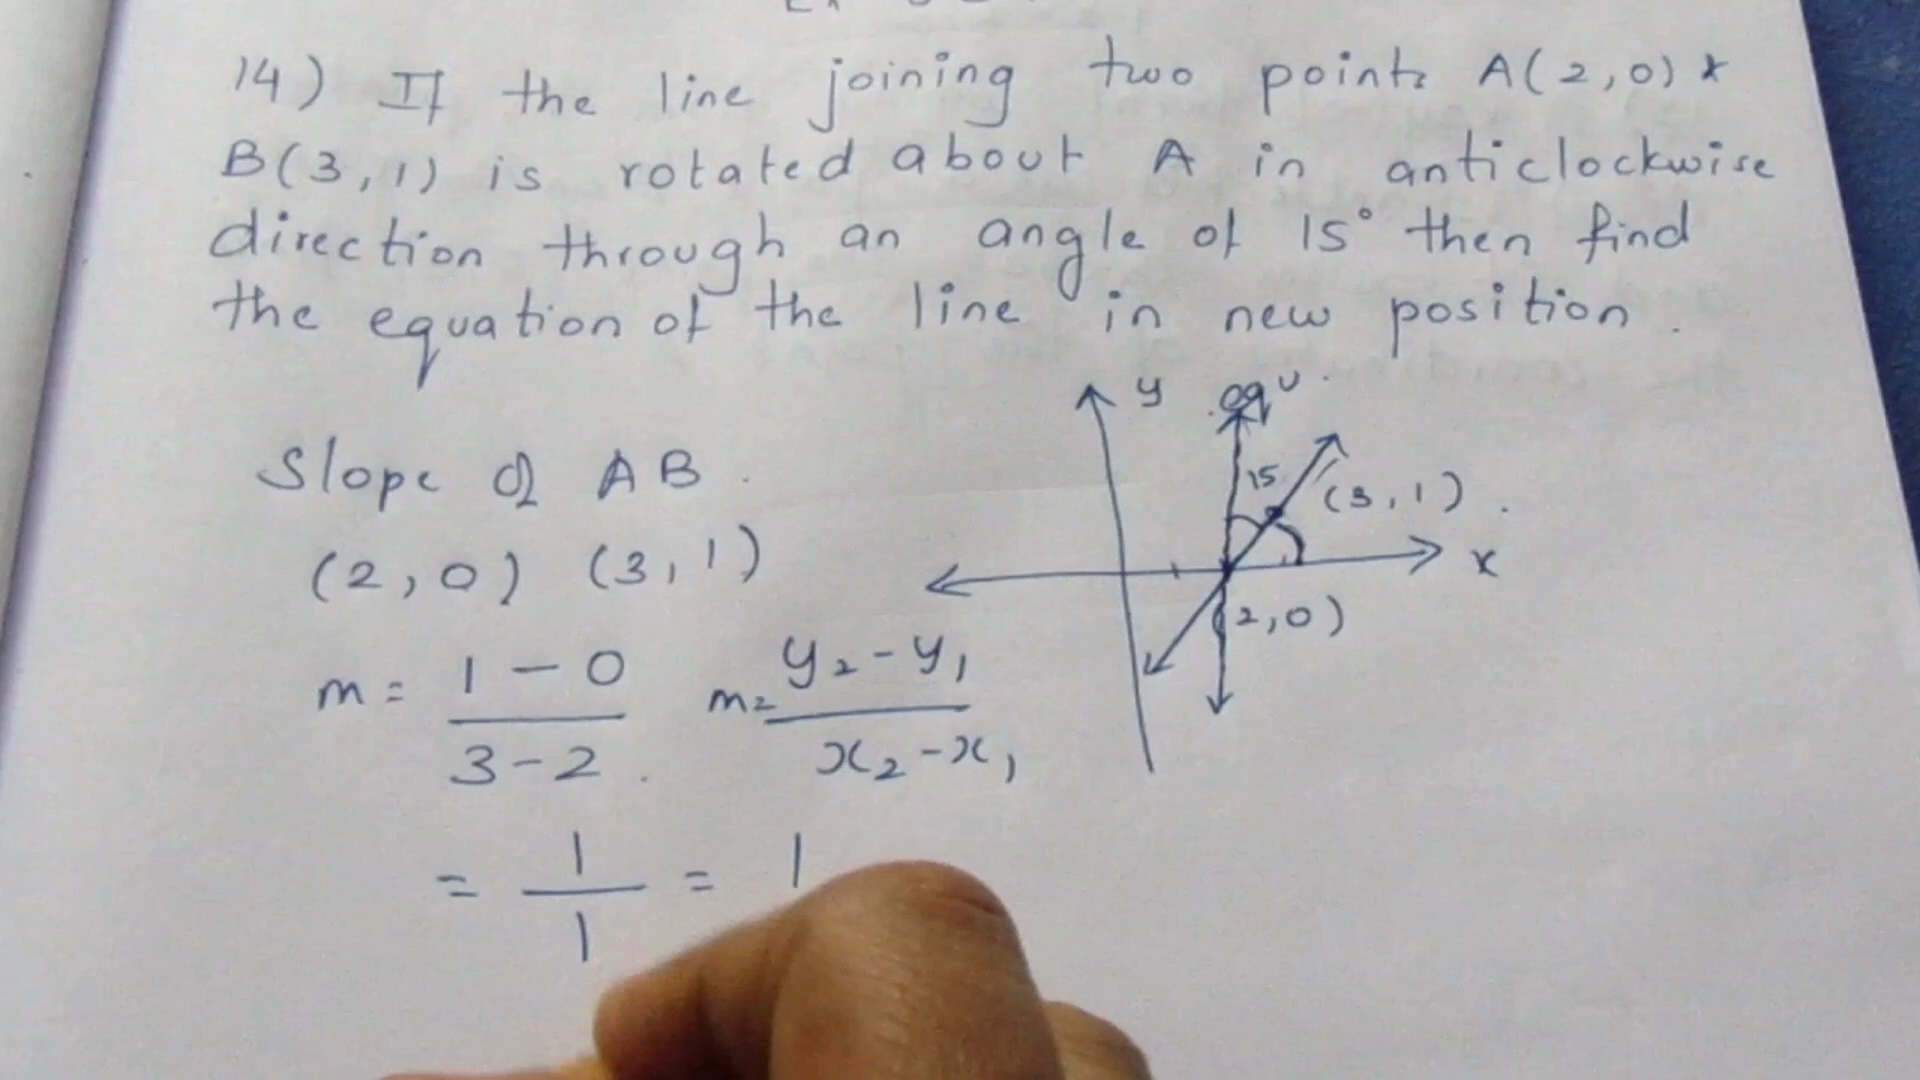 14) If the line joining two points A(2,0) &
B(3,1) is rotated about A in anticlockwise
direction through an angle of 15° then find
the equation of the line in new position.
y
equ.
Slope of AB.
15
(3,1).
(2,0) (3,1)
x
(2,0)
m = 1 - 0 / 3 - 2. m = y₂ - y₁ / x₂ - x₁
= 1 / 1 = 1